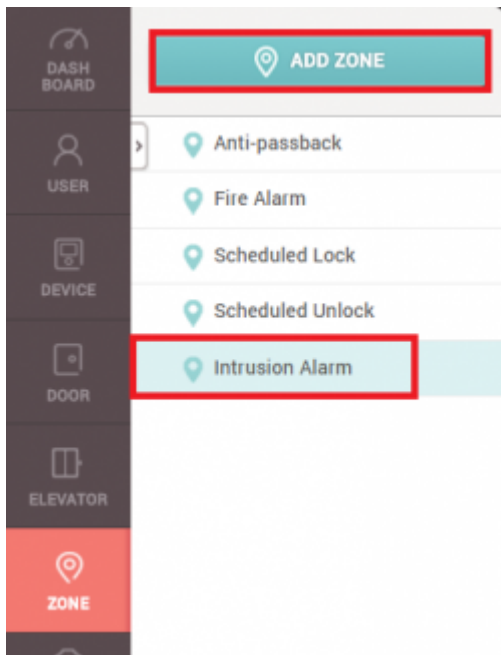 DASH
BOARD
USER
DEVICE
DOOR
ELEVATOR
ZONE
ADD ZONE
Anti-passback
Fire Alarm
Scheduled Lock
Scheduled Unlock
Intrusion Alarm